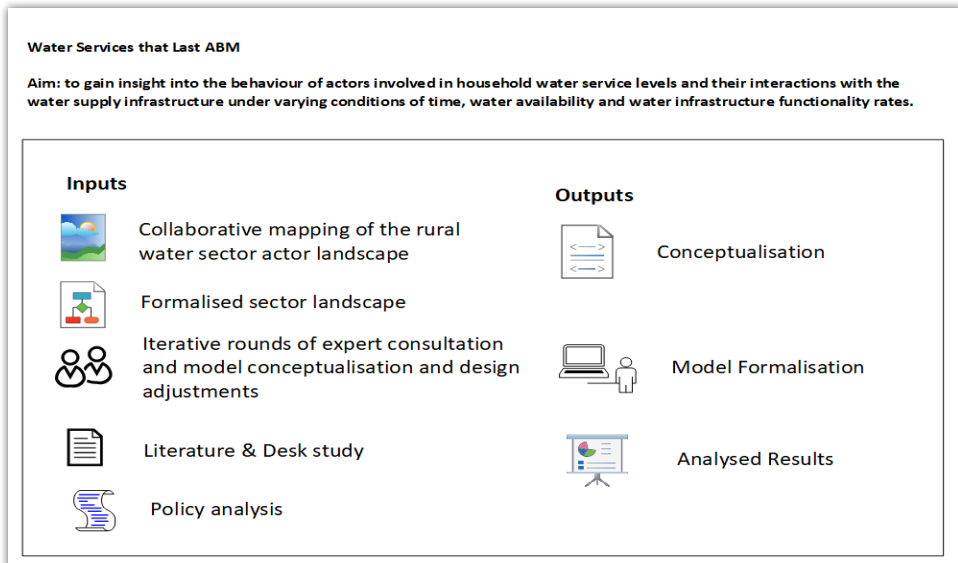 Water Services that Last ABM
Aim: to gain insight into the behaviour of actors involved in household water service levels and their interactions with the
water supply infrastructure under varying conditions of time, water availability and water infrastructure functionality rates.
Inputs
Collaborative mapping of the rural
water sector actor landscape
Formalised sector landscape
Iterative rounds of expert consultation
and model conceptualisation and design
adjustments
Literature & Desk study
Policy analysis
Outputs
Conceptualisation
Model Formalisation
Analysed Results